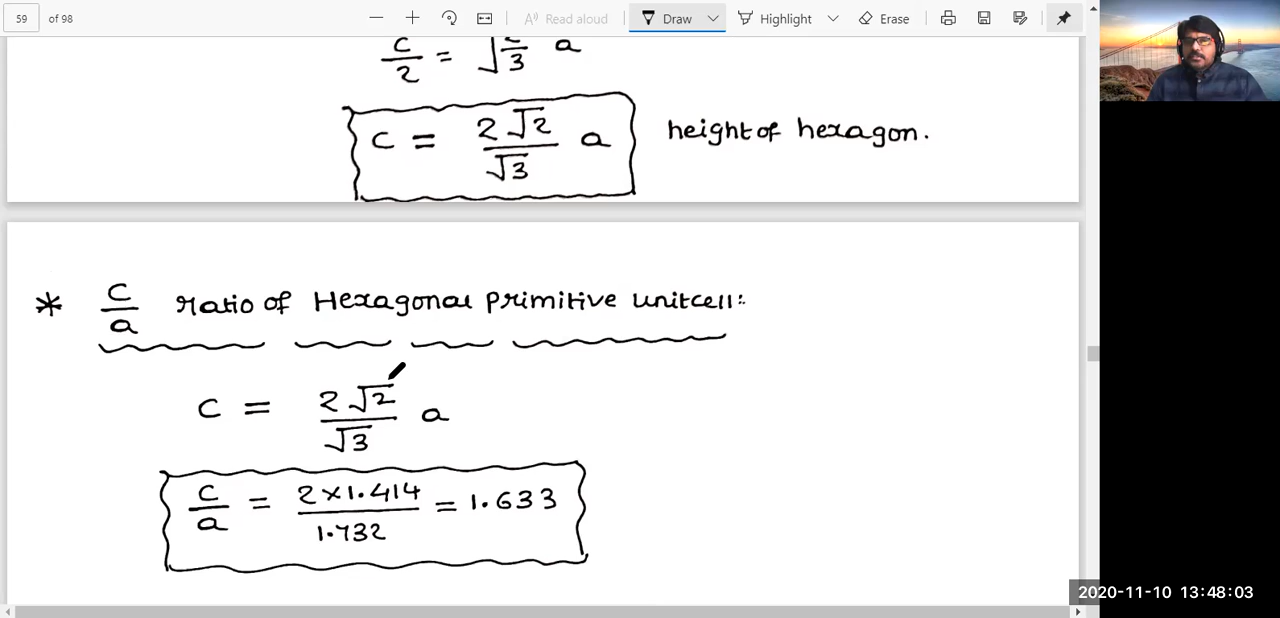 59 of 98 Read aloud Draw Highlight Erase
c/2 = √2/3 a
c = 2√2/√3 a height of hexagon.
* c/a ratio of Hexagonal primitive unitcell:
c = 2√2/√3 a
c/a = 2×1.414/1.732 = 1.633
2020-11-10 13:48:03